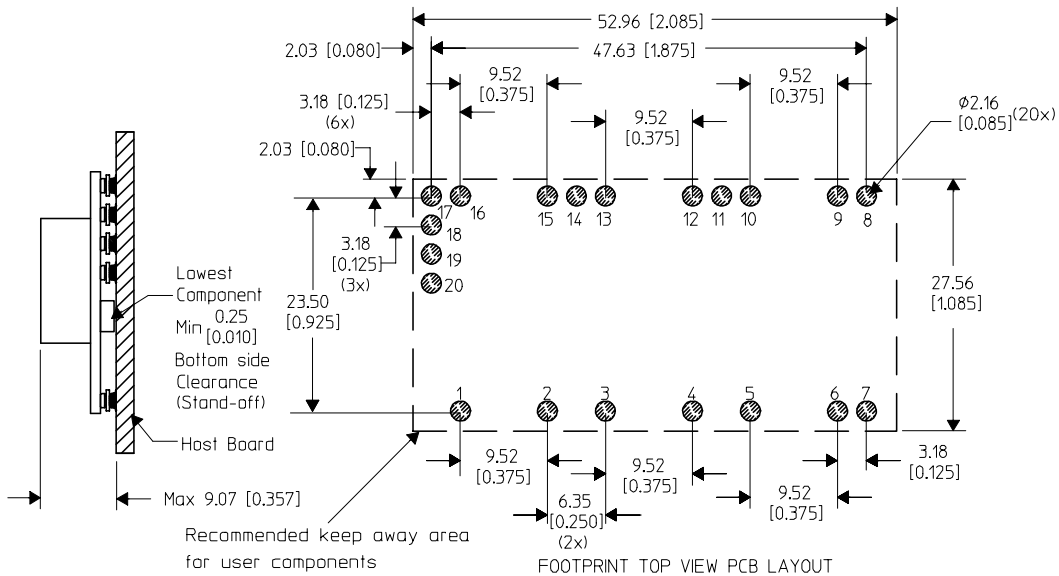 52.96 [2.085]
2.03 [0.080]
47.63 [1.875]
9.52
[0.375]
9.52
[0.375]
3.18 [0.125]
(6x)
9.52
[0.375]
ø2.16
[0.085] (20x)
2.03 [0.080]
17 16 15 14 13 12 11 10 9 8
18
19
20
3.18
[0.125]
(3x)
23.50
[0.925]
27.56
[1.085]
Lowest
Component
Min 0.25
[0.010]
Bottom side
Clearance
(Stand-off)
Host Board
1 2 3 4 5 6 7
9.52
[0.375]
9.52
[0.375]
3.18
[0.125]
6.35
[0.250]
(2x)
9.52
[0.375]
Max 9.07 [0.357]
Recommended keep away area
for user components
FOOTPRINT TOP VIEW PCB LAYOUT